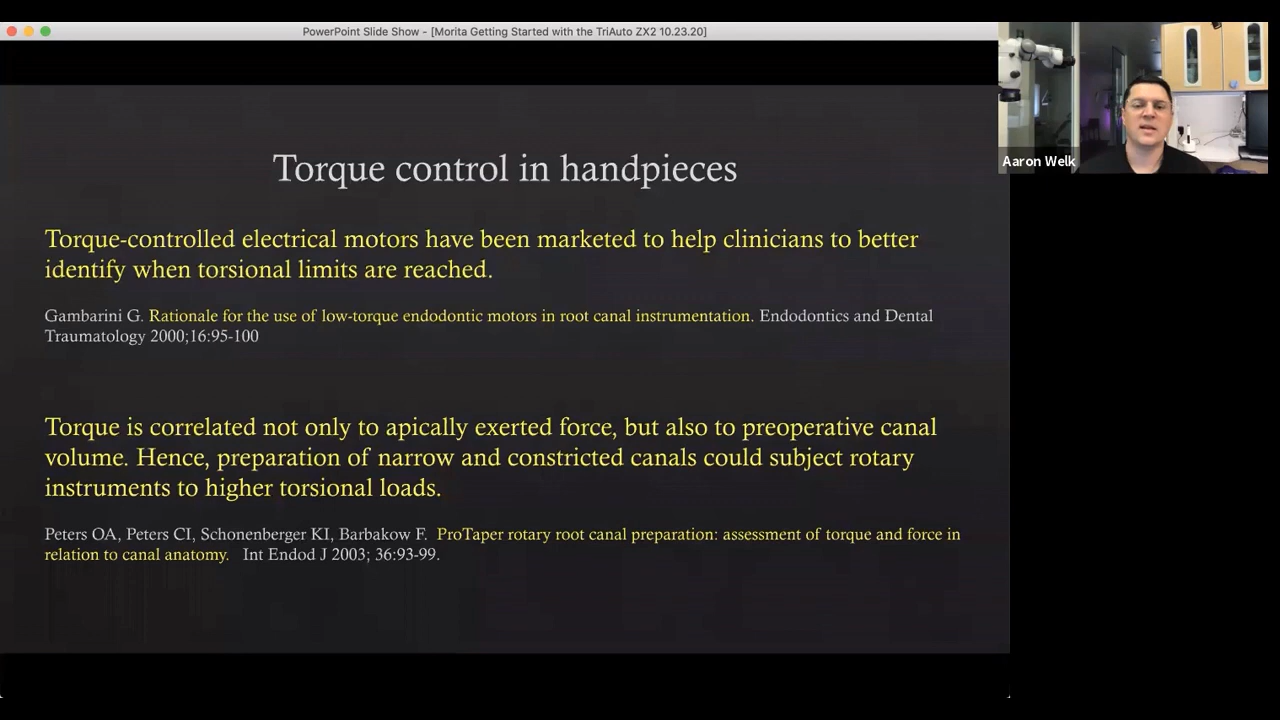 PowerPoint Slide Show - [Morita Getting Started with the TriAuto ZX2 10.23.20]
Aaron Welk
Torque control in handpieces
Torque-controlled electrical motors have been marketed to help clinicians to better
identify when torsional limits are reached.
Gambarini G. Rationale for the use of low-torque endodontic motors in root canal instrumentation. Endodontics and Dental
Traumatology 2000;16:95-100
Torque is correlated not only to apically exerted force, but also to preoperative canal
volume. Hence, preparation of narrow and constricted canals could subject rotary
instruments to higher torsional loads.
Peters OA, Peters CI, Schonenberger KI, Barbakow F. ProTaper rotary root canal preparation: assessment of torque and force in
relation to canal anatomy. Int Endod J 2003; 36:93-99.